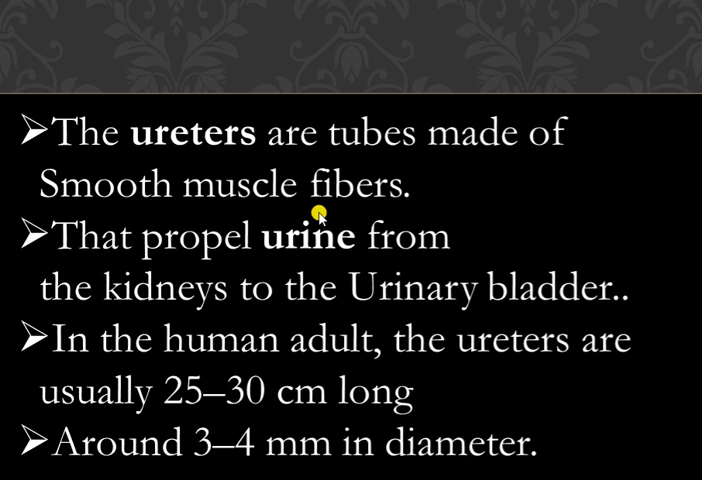 ➢The ureters are tubes made of
Smooth muscle fibers.
➢That propel urine from
the kidneys to the Urinary bladder..
➢In the human adult, the ureters are
usually 25–30 cm long
➢Around 3–4 mm in diameter.